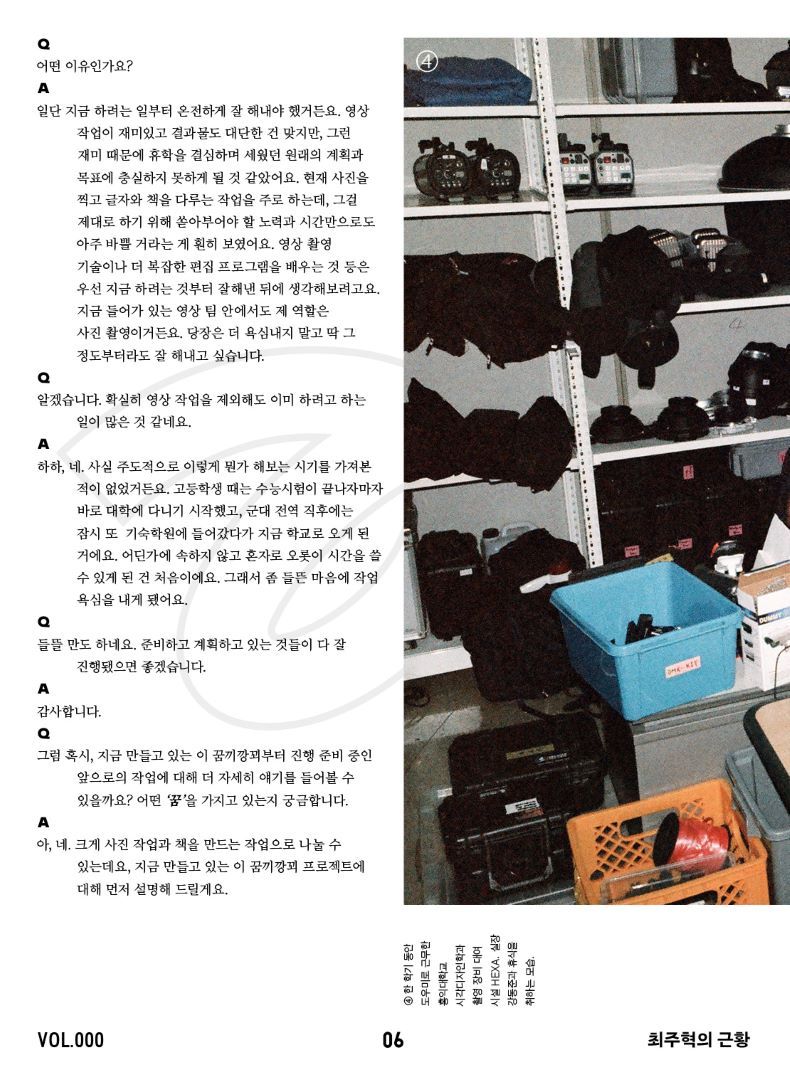 Q
어떤 이유인가요?
A
일단 지금 하려는 일부터 온전하게 잘 해내야 했거든요. 영상
작업이 재미있고 결과물도 대단한 건 맞지만, 그런
재미 때문에 휴학을 결심하며 세웠던 원래의 계획과
목표에 충실하지 못하게 될 것 같았어요. 현재 사진을
찍고 글자와 책을 다루는 작업을 주로 하는데, 그걸
제대로 하기 위해 쏟아부어야 할 노력과 시간만으로도
아주 바쁠 거라는 게 훤히 보였어요. 영상 촬영
기술이나 더 복잡한 편집 프로그램을 배우는 것 등은
우선 지금 하려는 것부터 잘해낸 뒤에 생각해보려고요.
지금 들어가 있는 영상 팀 안에서도 제 역할은
사진 촬영이거든요. 당장은 더 욕심내지 말고 딱 그
정도부터라도 잘 해내고 싶습니다.
Q
알겠습니다. 확실히 영상 작업을 제외해도 이미 하려고 하는
일이 많은 것 같네요.
A
하하, 네. 사실 주도적으로 이렇게 뭔가 해보는 시기를 가져본
적이 없었거든요. 고등학생 때는 수능시험이 끝나자마자
바로 대학에 다니기 시작했고, 군대 전역 직후에는
잠시 또 기숙학원에 들어갔다가 지금 학교로 오게 된
거에요. 어딘가에 속하지 않고 혼자로 오롯이 시간을 쓸
수 있게 된 건 처음이에요. 그래서 좀 들뜬 마음에 작업
욕심을 내게 됐어요.
Q
들뜰 만도 하네요. 준비하고 계획하고 있는 것들이 다 잘
진행됐으면 좋겠습니다.
A
감사합니다.
Q
그럼 혹시, 지금 만들고 있는 이 꿈끼깡꾀부터 진행 준비 중인
앞으로의 작업에 대해 더 자세히 얘기를 들어볼 수
있을까요? 어떤 ‘꿈’을 가지고 있는지 궁금합니다.
A
아, 네. 크게 사진 작업과 책을 만드는 작업으로 나눌 수
있는데요, 지금 만들고 있는 이 꿈끼깡꾀 프로젝트에
대해 먼저 설명해 드릴게요.
④
DUMMY
④ 한 학기 동안
도우미로 근무한
홍익대학교
시각디자인학과
촬영 장비 대여
시설 HEXA. 실장
강동준과 휴식을
취하는 모습.
VOL.000
06
최주혁의 근황